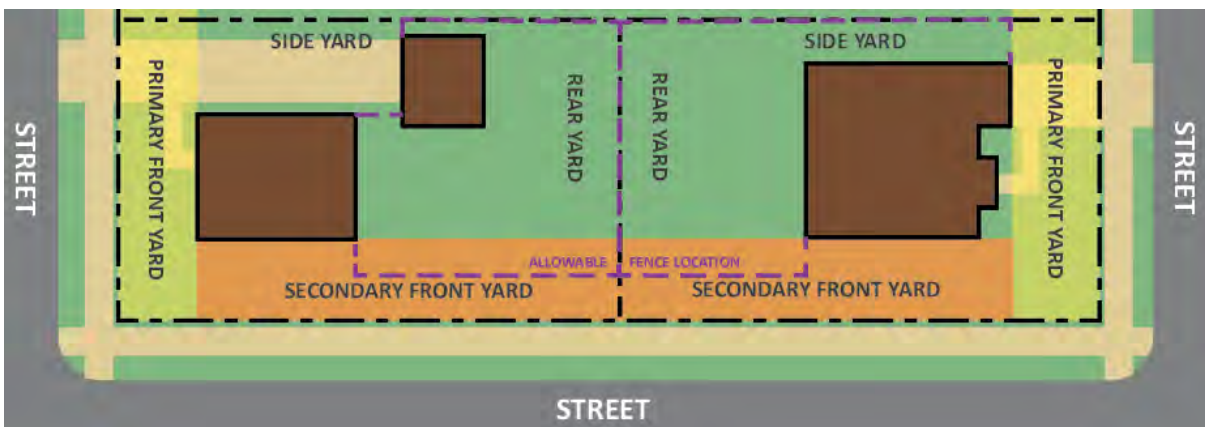 SIDE YARD
SIDE YARD
PRIMARY FRONT YARD
REAR YARD
REAR YARD
PRIMARY FRONT YARD
STREET
STREET
ALLOWABLE FENCE LOCATION
SECONDARY FRONT YARD
SECONDARY FRONT YARD
STREET